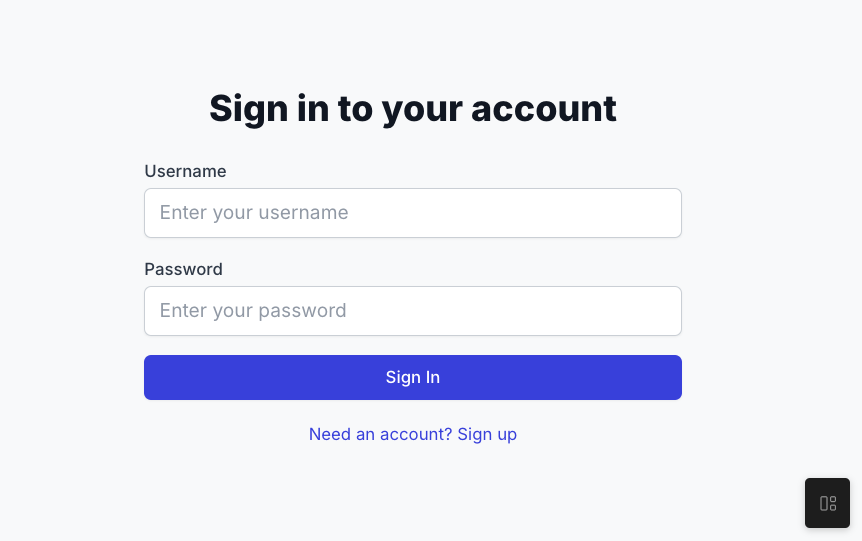 Sign in to your account
Username
Enter your username
Password
Enter your password
Sign In
Need an account? Sign up